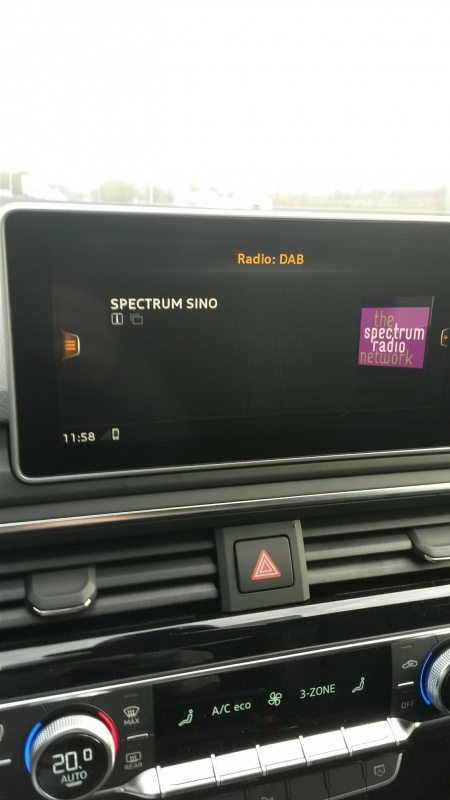 Radio: DAB
SPECTRUM SINO
the
spectrum
radio
network
11:58
A/C eco
3-ZONE
MAX
OFF
20.0
AUTO
REAR